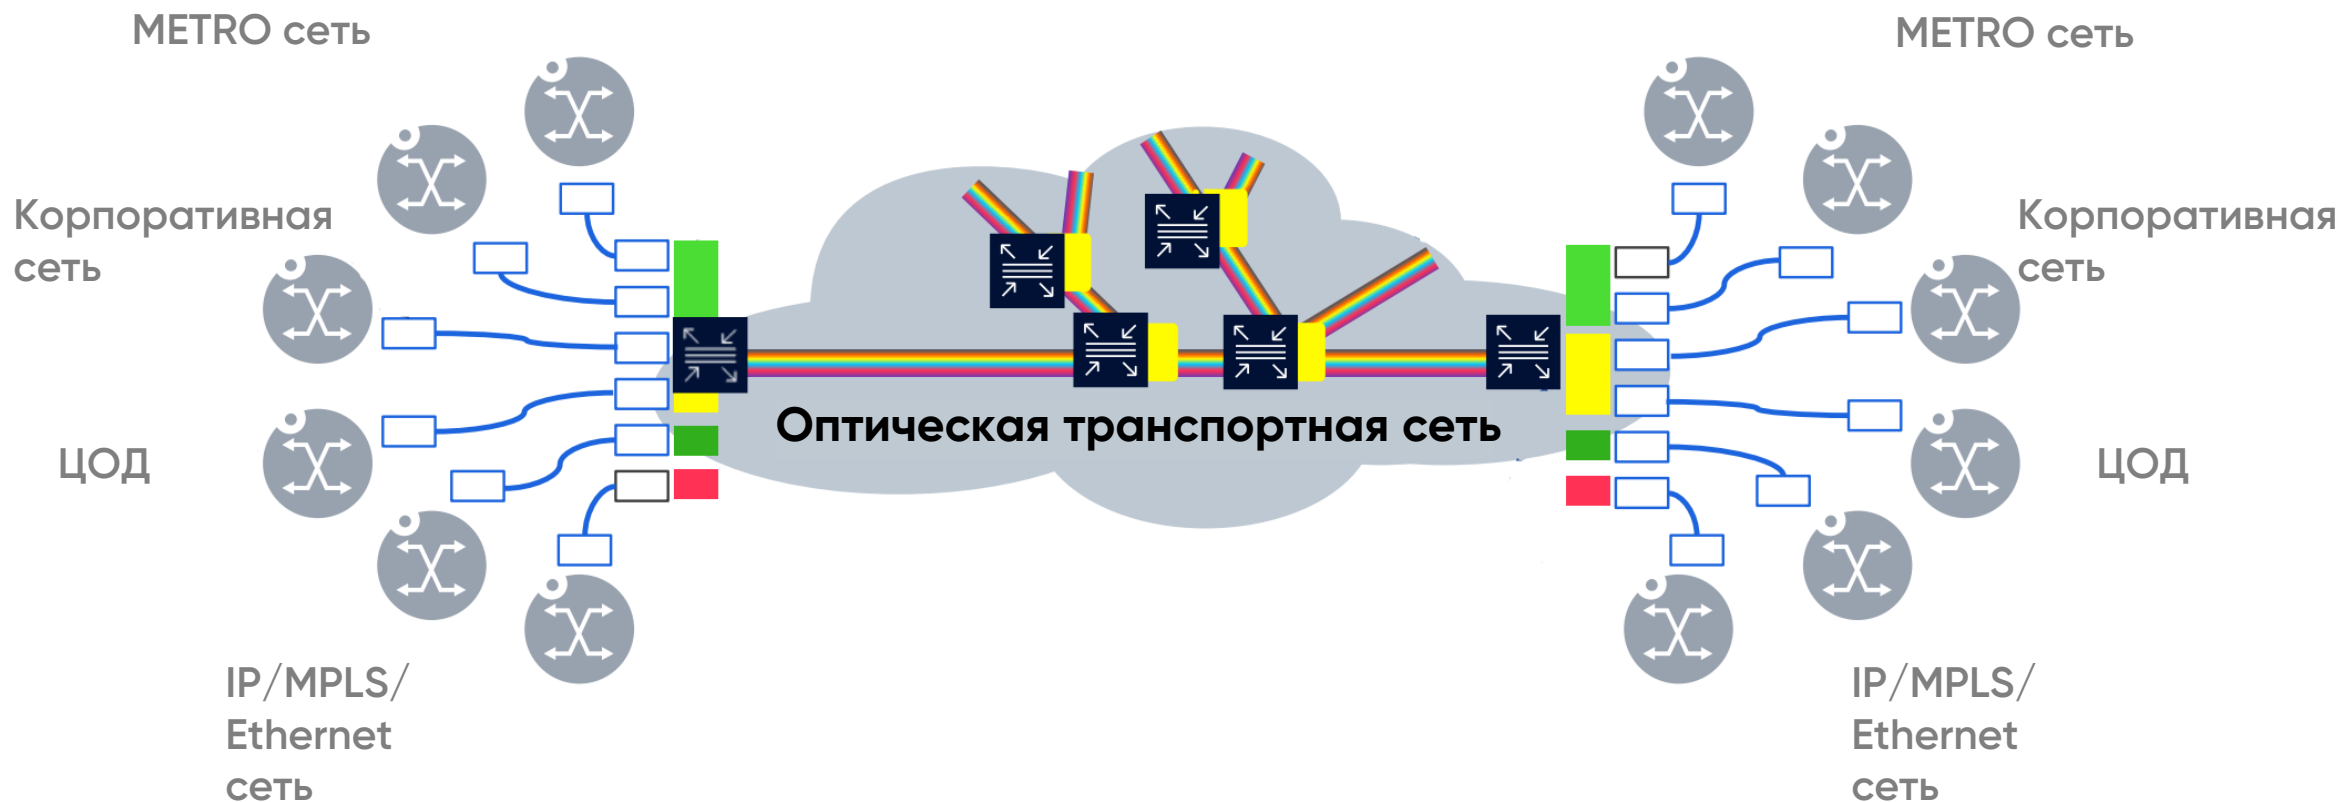 METRO сеть
METRO сеть
Корпоративная
сеть
Корпоративная
сеть
Оптическая транспортная сеть
ЦОД
ЦОД
IP/MPLS/
Ethernet
сеть
IP/MPLS/
Ethernet
сеть